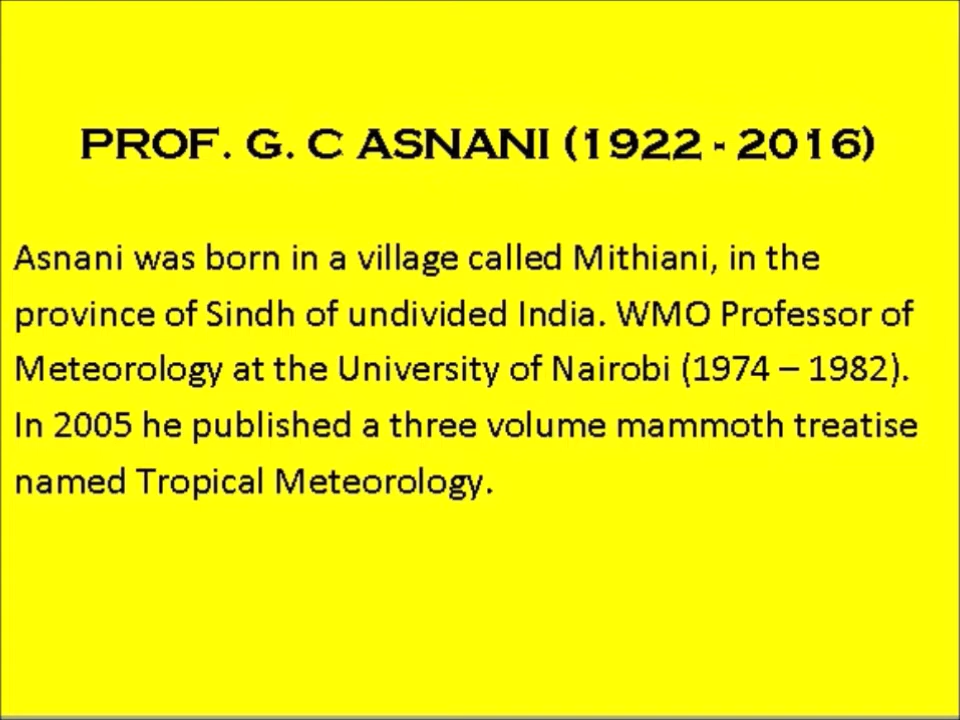 PROF. G. C ASNANI (1922 - 2016)
Asnani was born in a village called Mithiani, in the
province of Sindh of undivided India. WMO Professor of
Meteorology at the University of Nairobi (1974 – 1982).
In 2005 he published a three volume mammoth treatise
named Tropical Meteorology.